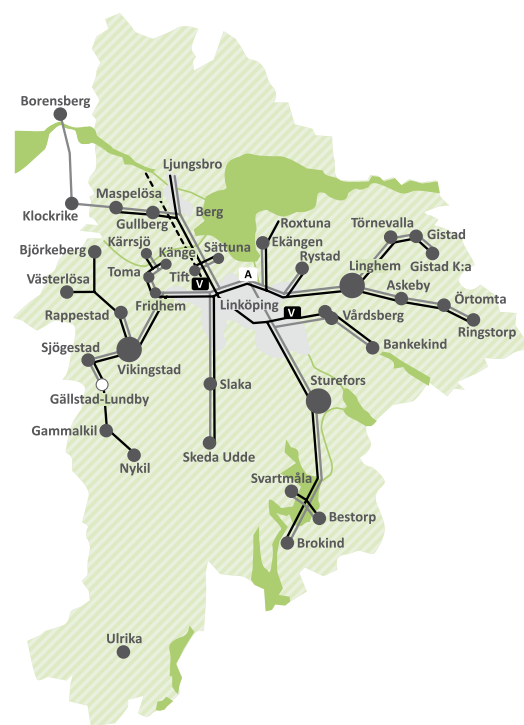 Borensberg
Ljungsbro
Maspelösa
Klockrike
Gullberg
Berg
Roxtuna
Törnevalla
Gistad
Kärrsjö
Känge
Sättuna
Ekängen
Björkeberg
Rystad
Gistad K:a
Toma
Tift
A
Linghem
Västerlösa
V
Askeby
Fridhem
Linköping
Örtomta
Rappestad
V
Vårdsberg
Ringstorp
Sjögestad
Bankekind
Vikingstad
Slaka
Sturefors
Gällstad-Lundby
Gammalkil
Skeda Udde
Nykil
Svartmåla
Bestorp
Brokind
Ulrika